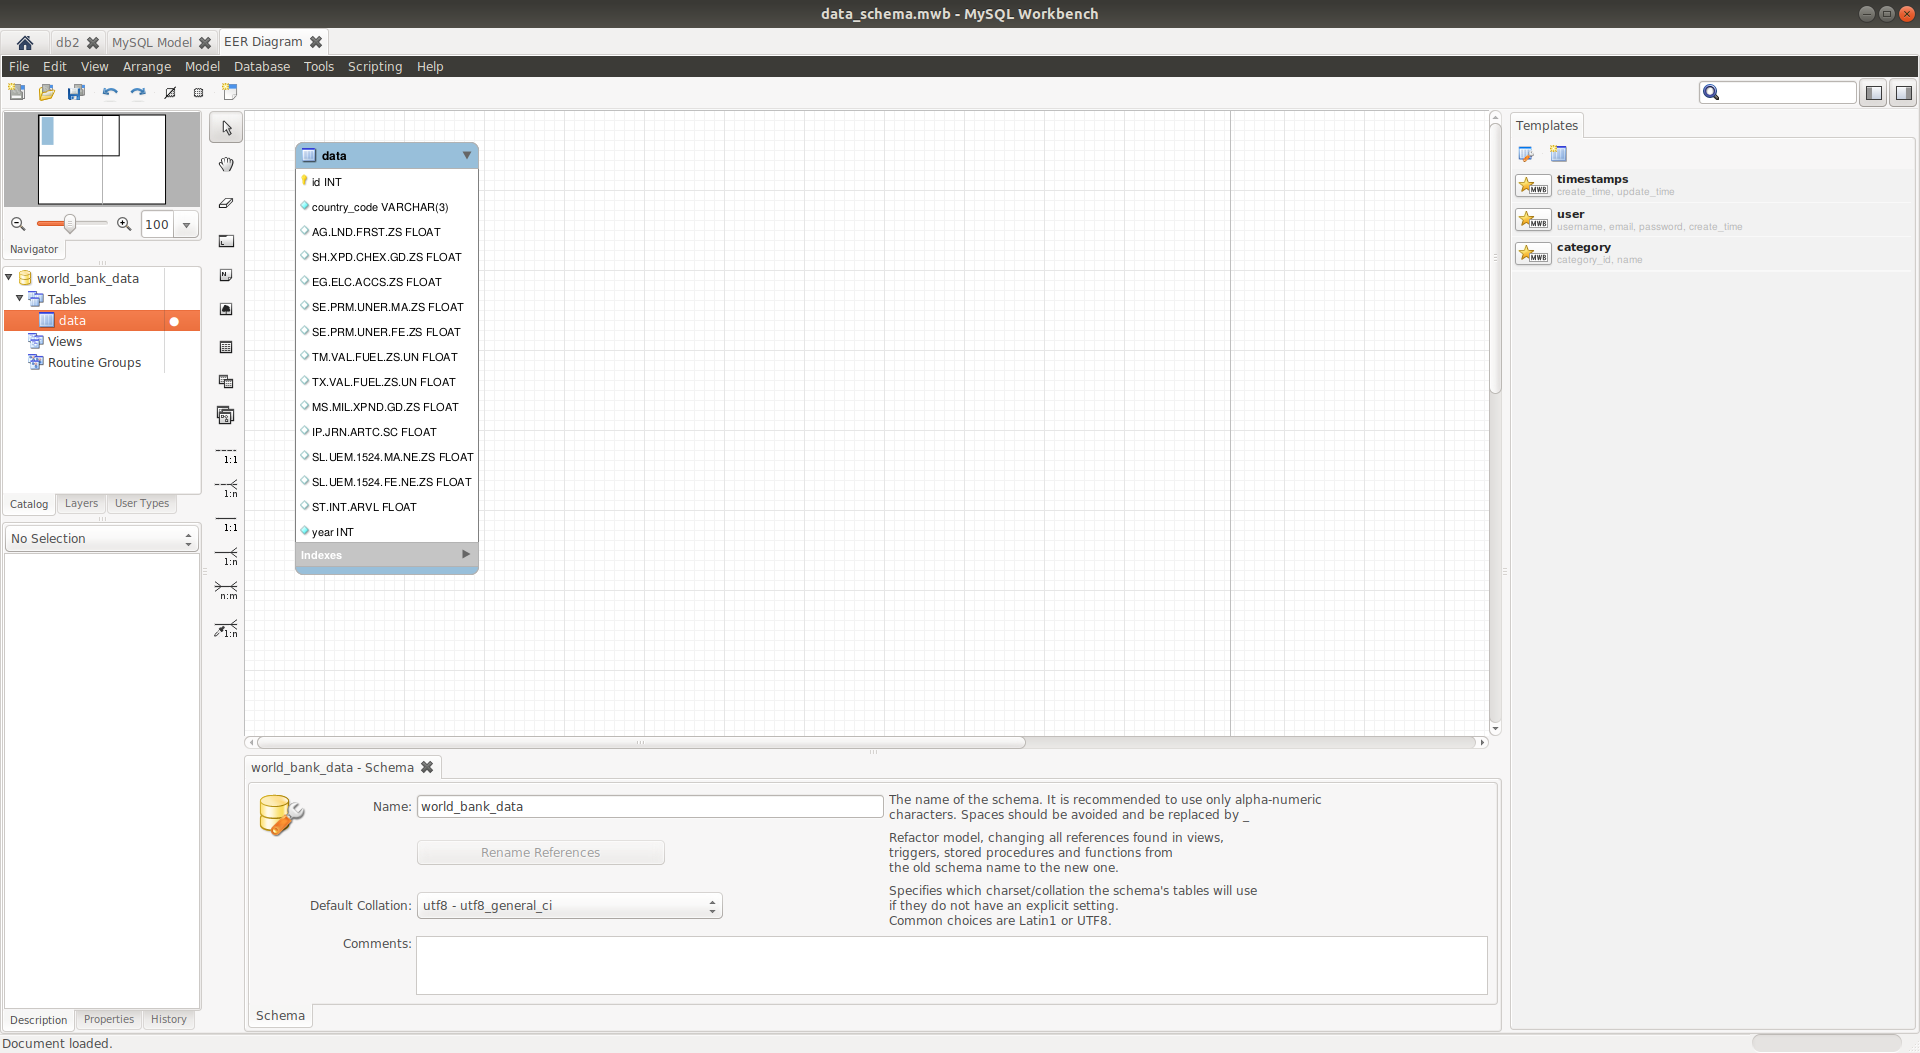 data_schema.mwb - MySQL Workbench
db2
MySQL Model
EER Diagram
File Edit View Arrange Model Database Tools Scripting Help
100
Navigator
world_bank_data
Tables
data
Views
Routine Groups
Catalog Layers User Types
No Selection
Description Properties History
1:1
1:n
1:1
1:n
n:m
1:n
data
id INT
country_code VARCHAR(3)
AG.LND.FRST.ZS FLOAT
SH.XPD.CHEX.GD.ZS FLOAT
EG.ELC.ACCS.ZS FLOAT
SE.PRM.UNER.MA.ZS FLOAT
SE.PRM.UNER.FE.ZS FLOAT
TM.VAL.FUEL.ZS.UN FLOAT
TX.VAL.FUEL.ZS.UN FLOAT
MS.MIL.XPND.GD.ZS FLOAT
IP.JRN.ARTC.SC FLOAT
SL.UEM.1524.MA.NE.ZS FLOAT
SL.UEM.1524.FE.NE.ZS FLOAT
ST.INT.ARVL FLOAT
year INT
Indexes
Templates
MWB
timestamps
create_time, update_time
MWB
user
username, email, password, create_time
MWB
category
category_id, name
world_bank_data - Schema
Name: world_bank_data
The name of the schema. It is recommended to use only alpha-numeric
characters. Spaces should be avoided and be replaced by _
Rename References
Refactor model, changing all references found in views,
triggers, stored procedures and functions from
the old schema name to the new one.
Default Collation: utf8 - utf8_general_ci
Specifies which charset/collation the schema's tables will use
if they do not have an explicit setting.
Common choices are Latin1 or UTF8.
Comments:
Schema
Document loaded.